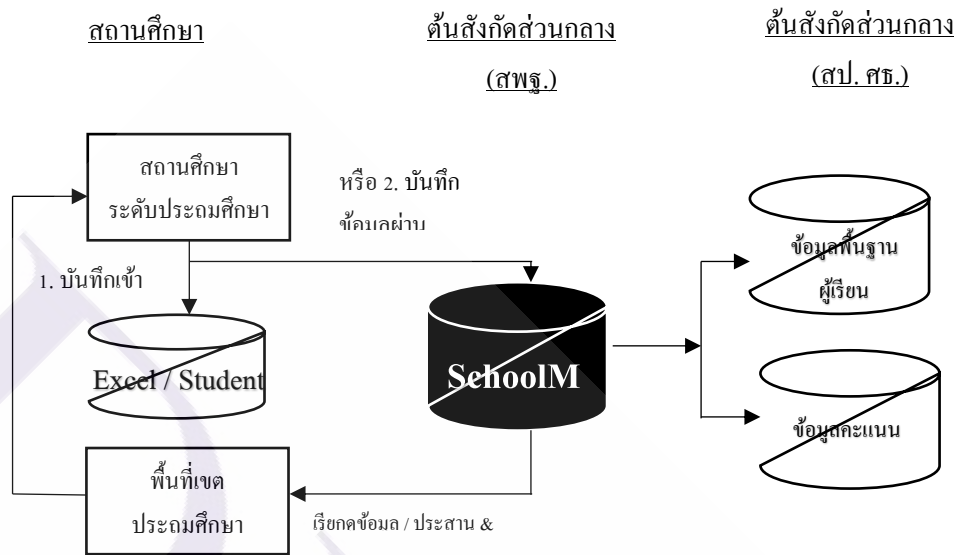 สถานศึกษา
ต้นสังกัดส่วนกลาง
(สพฐ.)
ต้นสังกัดส่วนกลาง
(สป. ศธ.)
สถานศึกษา
ระดับประถมศึกษา
หรือ 2. บันทึก
ข้อมูลผ่าน
1. บันทึกเข้า
Excel / Student
SchoolM
ข้อมูลพื้นฐาน
ผู้เรียน
ข้อมูลคะแนน
พื้นที่เขต
ประถมศึกษา
เรียกดูข้อมูล / ประสาน &